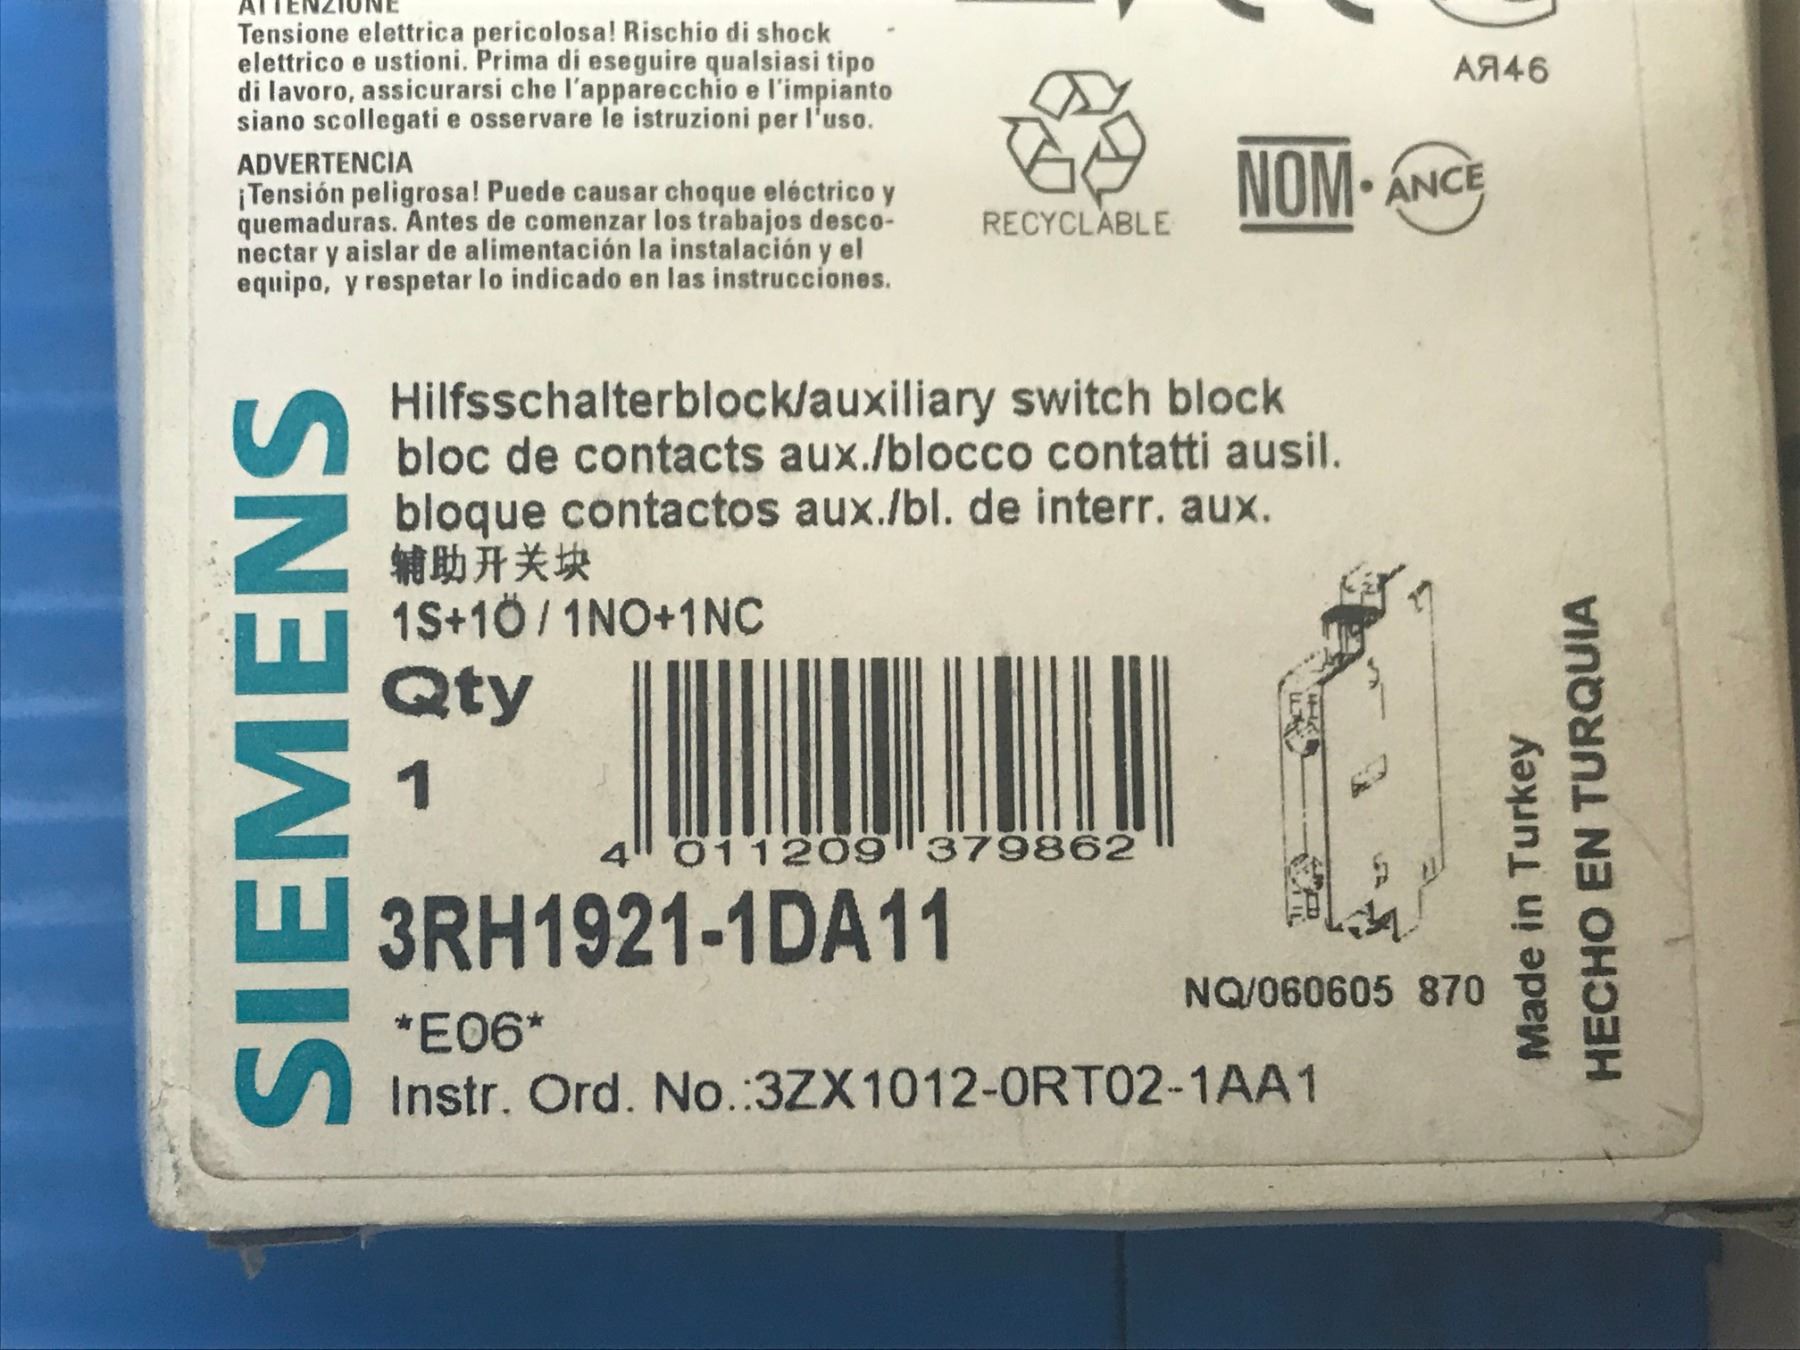 ATTENZIONE
Tensione elettrica pericolosa! Rischio di shock
elettrico e ustioni. Prima di eseguire qualsiasi tipo
di lavoro, assicurarsi che l'apparecchio e l'impianto
siano scollegati e osservare le istruzioni per l'uso.
ADVERTENCIA
¡Tensión peligrosa! Puede causar choque eléctrico y
quemaduras. Antes de comenzar los trabajos desco-
nectar y aislar de alimentación la instalación y el
equipo, y respetar lo indicado en las instrucciones.
AЯ46
RECYCLABLE
NOM · ANCE
SIEMENS
Hilfsschalterblock/auxiliary switch block
bloc de contacts aux./blocco contatti ausil.
bloque contactos aux./bl. de interr. aux.
辅助开关块
1S+1Ö / 1NO+1NC
Qty
1
4 011209 379862
3RH1921-1DA11
*E06*
Instr. Ord. No.:3ZX1012-0RT02-1AA1
NQ/060605 870
Made in Turkey
HECHO EN TURQUIA